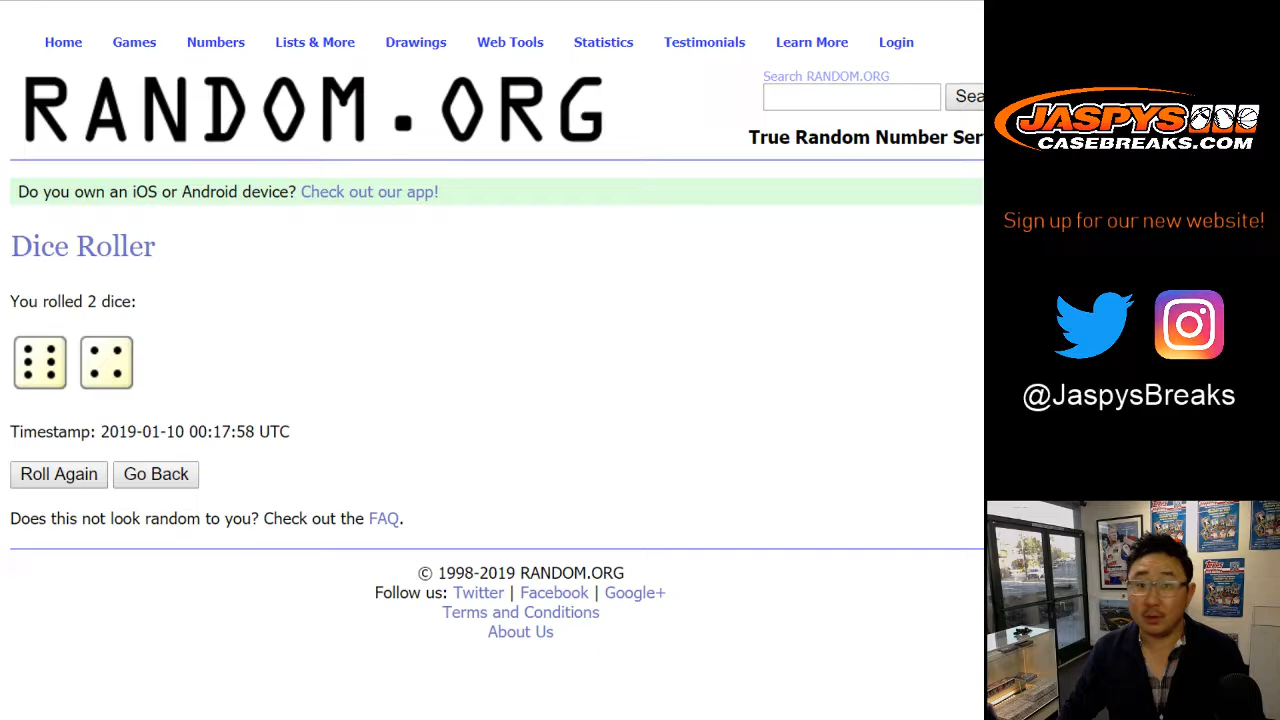 Home Games Numbers Lists & More Drawings Web Tools Statistics Testimonials Learn More Login
RANDOM.ORG
Search RANDOM.ORG
Sea
True Random Number Ser
Do you own an iOS or Android device? Check out our app!
Dice Roller
You rolled 2 dice:
Timestamp: 2019-01-10 00:17:58 UTC
Roll Again Go Back
Does this not look random to you? Check out the FAQ.
© 1998-2019 RANDOM.ORG
Follow us: Twitter | Facebook | Google+
Terms and Conditions
About Us
JASPYS
CASEBREAKS.COM
Sign up for our new website!
@JaspysBreaks